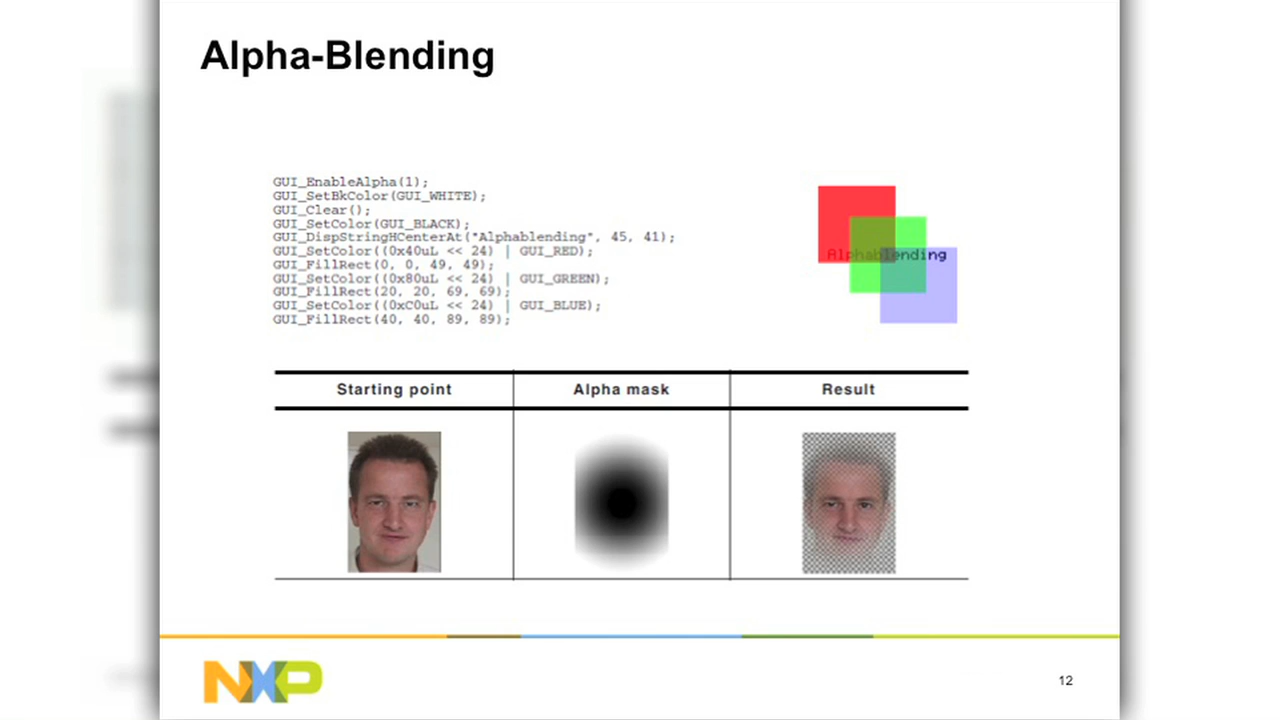 Alpha-Blending
GUI_EnableAlpha(1);
GUI_SetBkColor(GUI_WHITE);
GUI_Clear();
GUI_SetColor(GUI_BLACK);
GUI_DispStringHCenterAt("Alphablending", 45, 41);
GUI_SetColor((0x40uL << 24) | GUI_RED);
GUI_FillRect(0, 0, 49, 49);
GUI_SetColor((0x80uL << 24) | GUI_GREEN);
GUI_FillRect(20, 20, 69, 69);
GUI_SetColor((0xC0uL << 24) | GUI_BLUE);
GUI_FillRect(40, 40, 89, 89);
Alphablending
Starting point Alpha mask Result
NXP
12